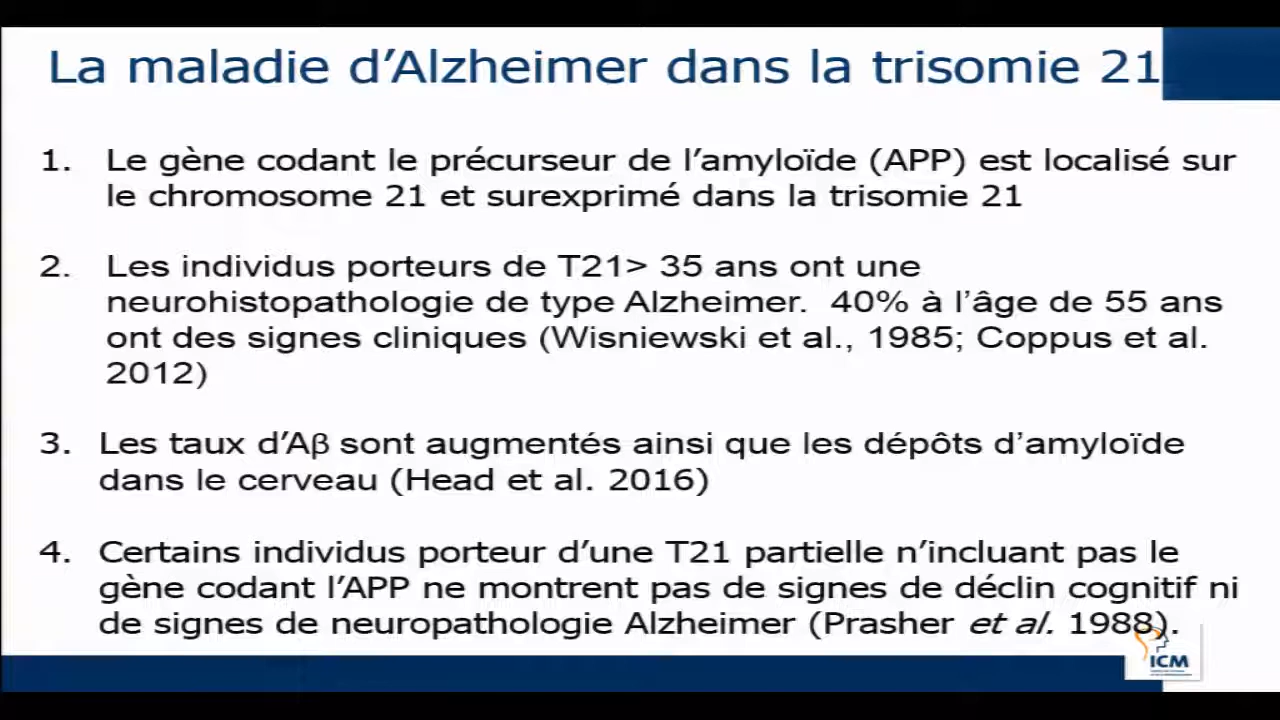 La maladie d’Alzheimer dans la trisomie 21
1. Le gène codant le précurseur de l’amyloïde (APP) est localisé sur
le chromosome 21 et surexprimé dans la trisomie 21
2. Les individus porteurs de T21> 35 ans ont une
neurohistopathologie de type Alzheimer. 40% à l’âge de 55 ans
ont des signes cliniques (Wisniewski et al., 1985; Coppus et al.
2012)
3. Les taux d’Aβ sont augmentés ainsi que les dépôts d’amyloïde
dans le cerveau (Head et al. 2016)
4. Certains individus porteur d’une T21 partielle n’incluant pas le
gène codant l’APP ne montrent pas de signes de déclin cognitif ni
de signes de neuropathologie Alzheimer (Prasher et al. 1988).
ICM